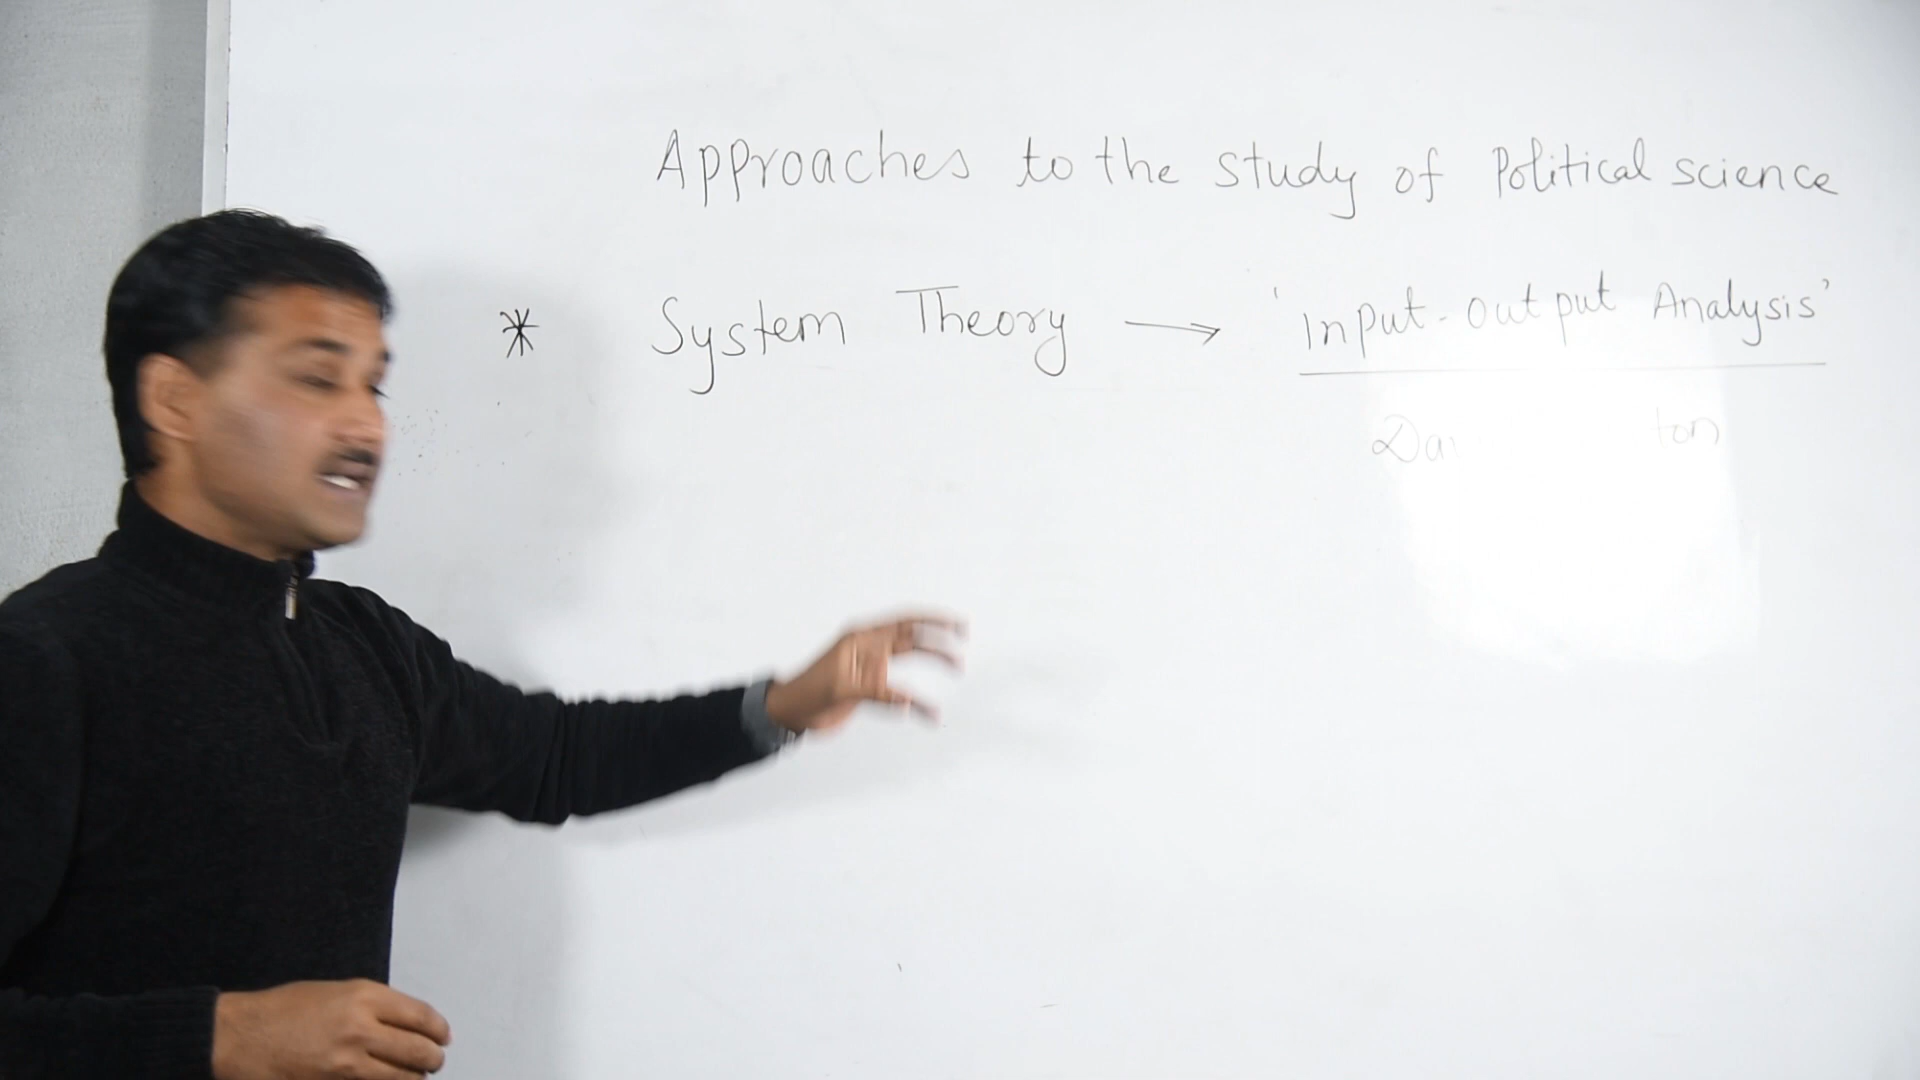 Approaches to the study of Political science
* System Theory → 'Input-output Analysis'